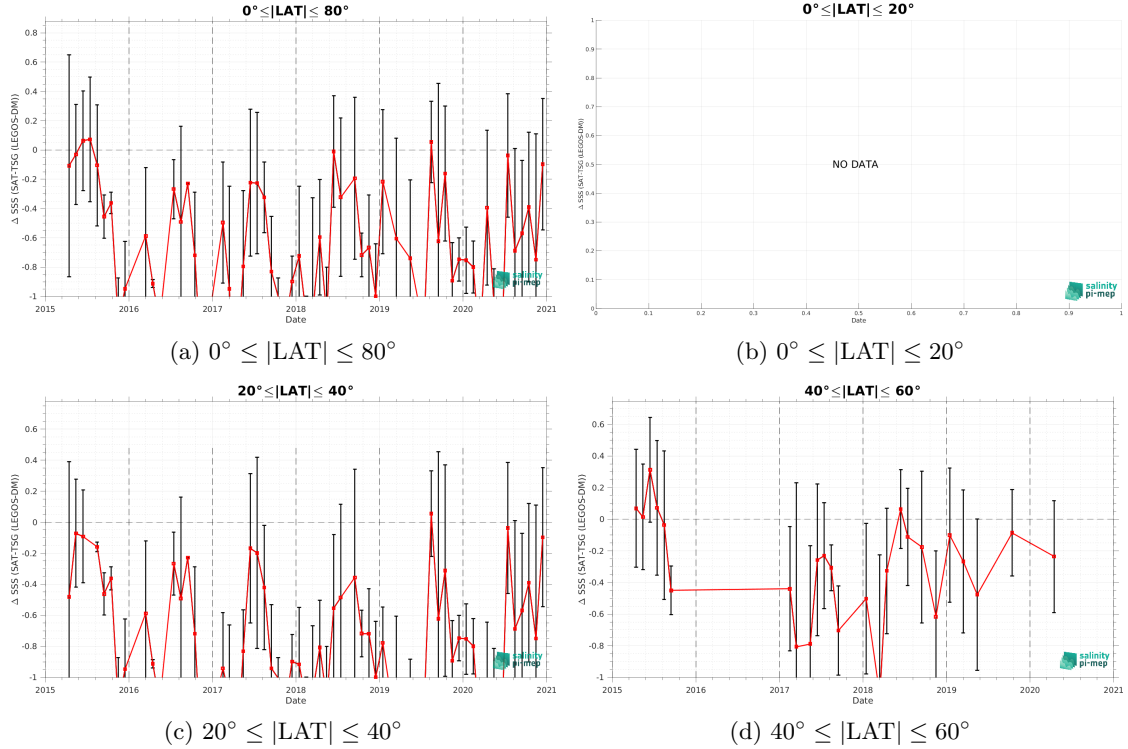 0°≤|LAT|≤ 80°
Δ SSS (SAT-TSG (LEGOS-DM))
0.8
0.6
0.4
0.2
0
-0.2
-0.4
-0.6
-0.8
-1
2015 2016 2017 2018 2019 2020 2021
Date
salinity
pi-mep
(a) 0° ≤ |LAT| ≤ 80°
0°≤|LAT|≤ 20°
Δ SSS (SAT-TSG (LEGOS-DM))
1
0.9
0.8
0.7
0.6
0.5
0.4
0.3
0.2
0.1
0
NO DATA
0 0.1 0.2 0.3 0.4 0.5 0.6 0.7 0.8 0.9 1
Date
salinity
pi-mep
(b) 0° ≤ |LAT| ≤ 20°
20°≤|LAT|≤ 40°
Δ SSS (SAT-TSG (LEGOS-DM))
0.6
0.4
0.2
0
-0.2
-0.4
-0.6
-0.8
-1
2015 2016 2017 2018 2019 2020 2021
Date
salinity
pi-mep
(c) 20° ≤ |LAT| ≤ 40°
40°≤|LAT|≤ 60°
Δ SSS (SAT-TSG (LEGOS-DM))
0.6
0.4
0.2
0
-0.2
-0.4
-0.6
-0.8
-1
2015 2016 2017 2018 2019 2020 2021
Date
salinity
pi-mep
(d) 40° ≤ |LAT| ≤ 60°